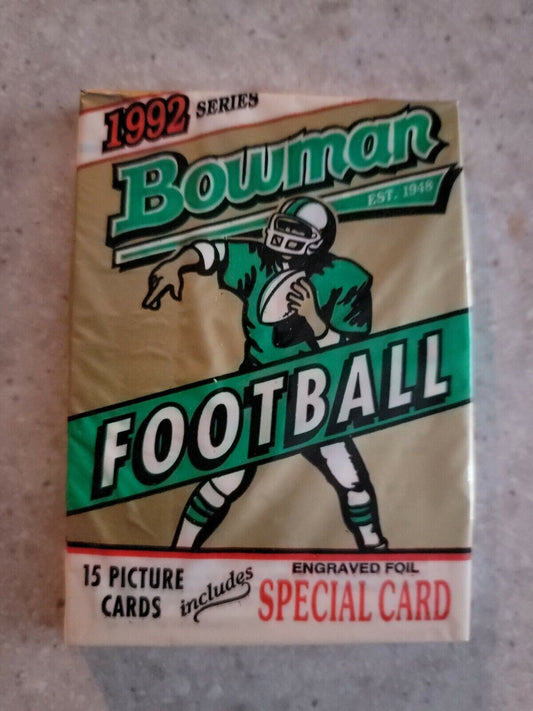 1992 SERIES
Bowman
EST. 1948
FOOTBALL
15 PICTURE
CARDS
includes
ENGRAVED FOIL
SPECIAL CARD